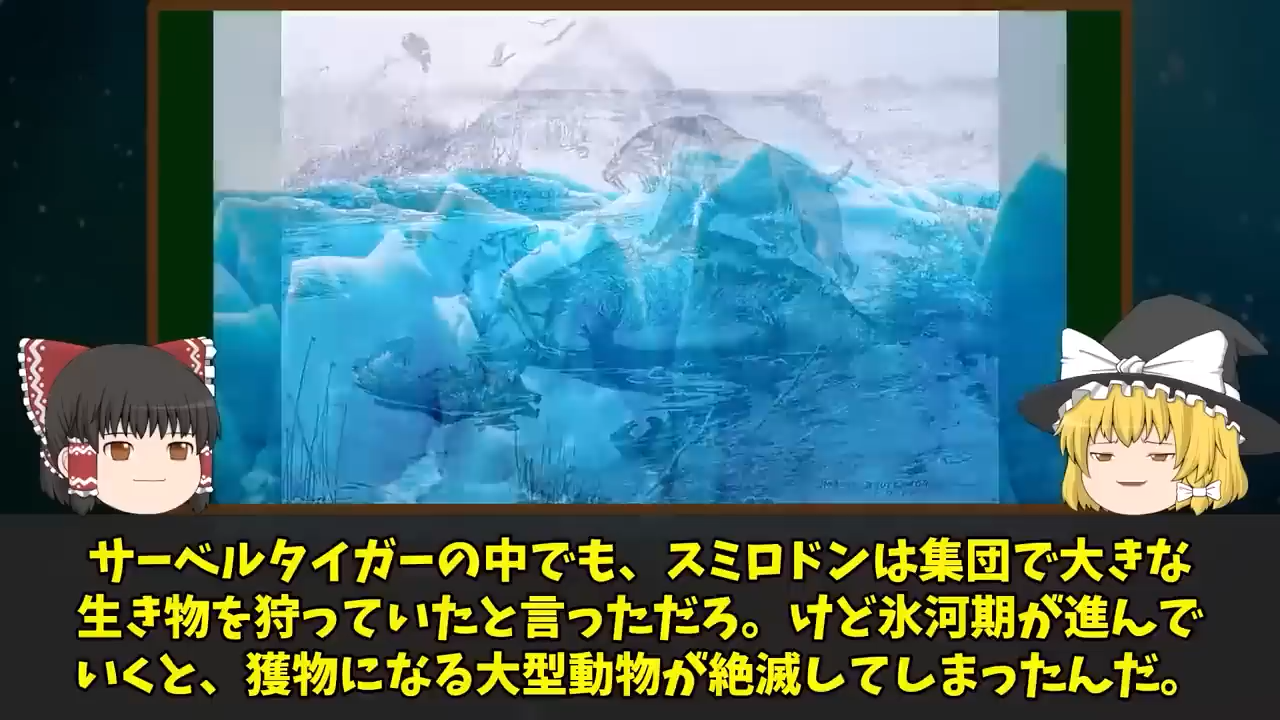 サーベルタイガーの中でも、スミロドンは集団で大きな
生き物を狩っていたと言っただろ。けど氷河期が進んで
いくと、獲物になる大型動物が絶滅してしまったんだ。